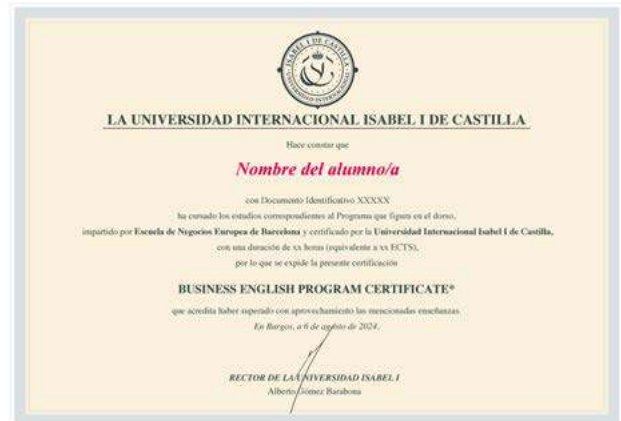 ISABEL I DE CASTILLA
UNIVERSIDAD INTERNACIONAL
LA UNIVERSIDAD INTERNACIONAL ISABEL I DE CASTILLA
Hace constar que
Nombre del alumno/a
con Documento Identificativo XXXXX
ha cursado los estudios correspondientes al Programa que figura en el dorso,
impartido por Escuela de Negocios Europea de Barcelona y certificado por la Universidad Internacional Isabel I de Castilla,
con una duración de xx horas (equivalente a xx ECTS),
por lo que se expide la presente certificación
BUSINESS ENGLISH PROGRAM CERTIFICATE*
que acredita haber superado con aprovechamiento las mencionadas enseñanzas.
En Burgos, a 6 de agosto de 2024.
RECTOR DE LA UNIVERSIDAD ISABEL I
Alberto Gómez Barahona